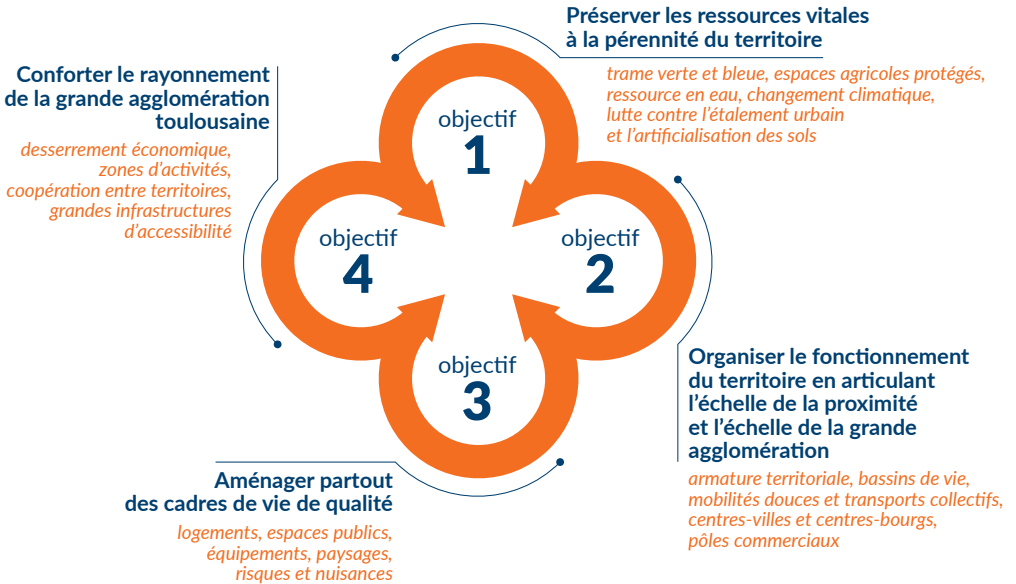 Préserver les ressources vitales
à la pérennité du territoire
trame verte et bleue, espaces agricoles protégés,
ressource en eau, changement climatique,
lutte contre l'étalement urbain
et l'artificialisation des sols
objectif
1
Conforter le rayonnement
de la grande agglomération
toulousaine
desserrement économique,
zones d'activités,
coopération entre territoires,
grandes infrastructures
d'accessibilité
objectif
4
objectif
2
Organiser le fonctionnement
du territoire en articulant
l'échelle de la proximité
et l'échelle de la grande
agglomération
armature territoriale, bassins de vie,
mobilités douces et transports collectifs,
centres-villes et centres-bourgs,
pôles commerciaux
objectif
3
Aménager partout
des cadres de vie de qualité
logements, espaces publics,
équipements, paysages,
risques et nuisances